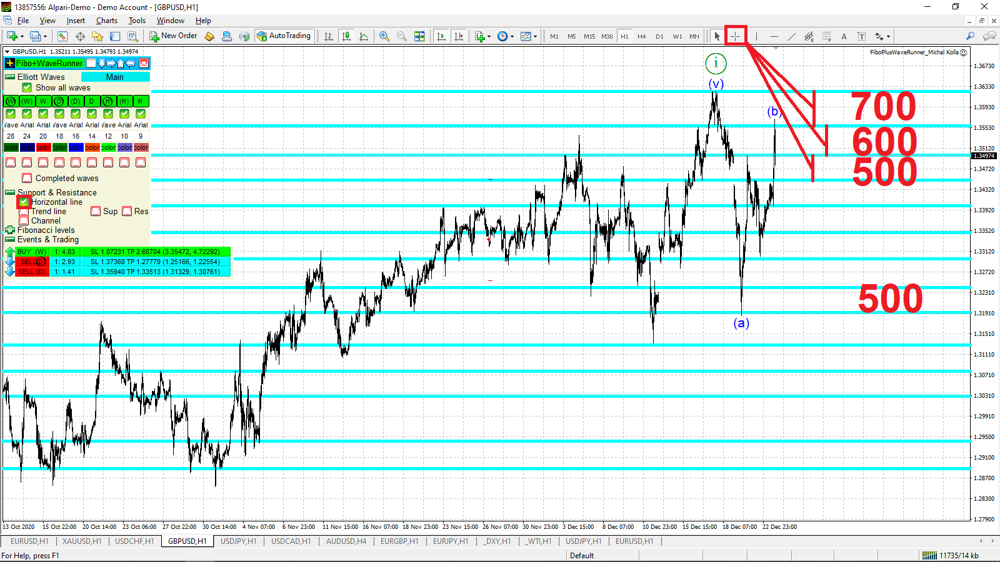 13857556: Alpari-Demo - Demo Account - [GBPUSD,H1]
File View Insert Charts Tools Window Help
New Order AutoTrading M1 M5 M15 M30 H1 H4 D1 W1 MN A T
GBPUSD,H1 1.35211 1.35495 1.34793 1.34974
FiboPlusWaveRunner_Michal Kolla
Fibo+WaveRunner
Elliott Waves Main
Show all waves
W (W) W D (D) D H (H) H
Arial Arial Arial Arial
28 24 20 18 16 14 12 10 9
color color color color color color color color
Completed waves
Support & Resistance
Horizontal line
Trend line Sup Res
Channel
Fibonacci levels
Events & Trading
BUY (W) 1: 4.83 SL 1.07231 TP 2.68704 (3.35472, 4.72292)
SELL D 1: 2.93 SL 1.37368 TP 1.27779 (1.25166, 1.22554)
SELL (D) 1: 1.41 SL 1.35940 TP 1.33513 (1.31329, 1.30761)
i
(v)
(b)
(a)
700
600
500
500
1.36730
1.36330
1.35930
1.35530
1.35120
1.34974
1.34720
1.34320
1.33920
1.33520
1.33120
1.32720
1.32310
1.31910
1.31510
1.31110
1.30710
1.30310
1.29910
1.29500
1.29100
1.28700
1.28300
1.27900
13 Oct 2020 15 Oct 22:00 20 Oct 14:00 23 Oct 06:00 27 Oct 22:00 30 Oct 14:00 4 Nov 07:00 6 Nov 23:00 11 Nov 15:00 16 Nov 07:00 18 Nov 23:00 23 Nov 15:00 26 Nov 07:00 30 Nov 23:00 3 Dec 15:00 8 Dec 07:00 10 Dec 23:00 15 Dec 15:00 18 Dec 07:00 22 Dec 23:00
EURUSD,H1 XAUUSD,H1 USDCHF,H1 GBPUSD,H1 USDJPY,H1 USDCAD,H1 AUDUSD,H4 EURGBP,H1 EURJPY,H1 _DXY,H1 _WTI,H1 USDJPY,H1 EURUSD,H1
For Help, press F1 Default 11735/14 kb